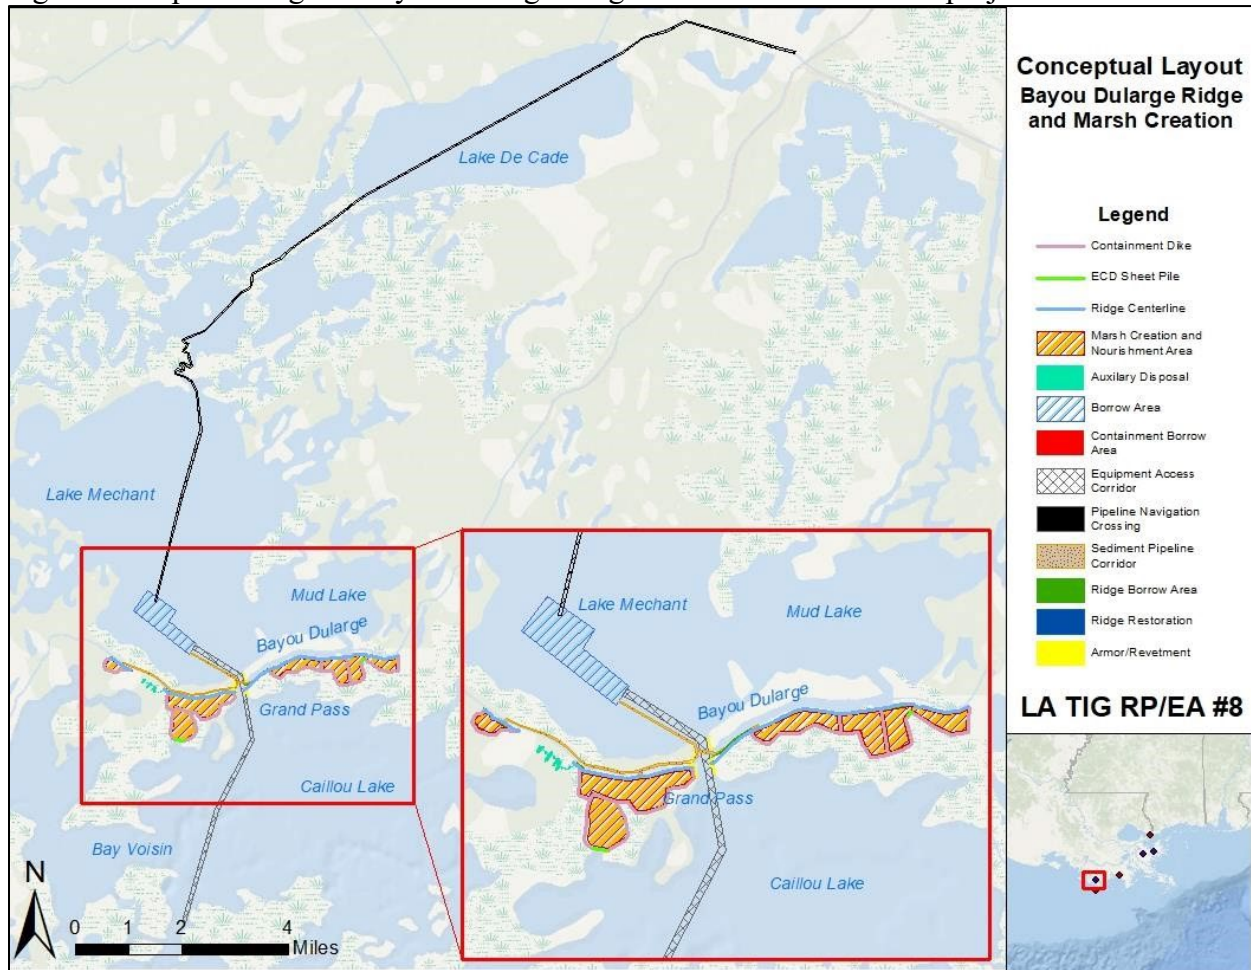 Conceptual Layout
Bayou Dularge Ridge
and Marsh Creation
Legend
Containment Dike
ECD Sheet Pile
Ridge Centerline
Marsh Creation and
Nourishment Area
Auxilary Disposal
Borrow Area
Containment Borrow
Area
Equipment Access
Corridor
Pipeline Navigation
Crossing
Sediment Pipeline
Corridor
Ridge Borrow Area
Ridge Restoration
Armor/Revetment
LA TIG RP/EA #8
Lake De Cade
Lake Mechant
Mud Lake
Bayou Dularge
Grand Pass
Caillou Lake
Bay Voisin
Lake Mechant
Mud Lake
Bayou Dularge
Grand Pass
Caillou Lake
N
0 1 2 4
Miles